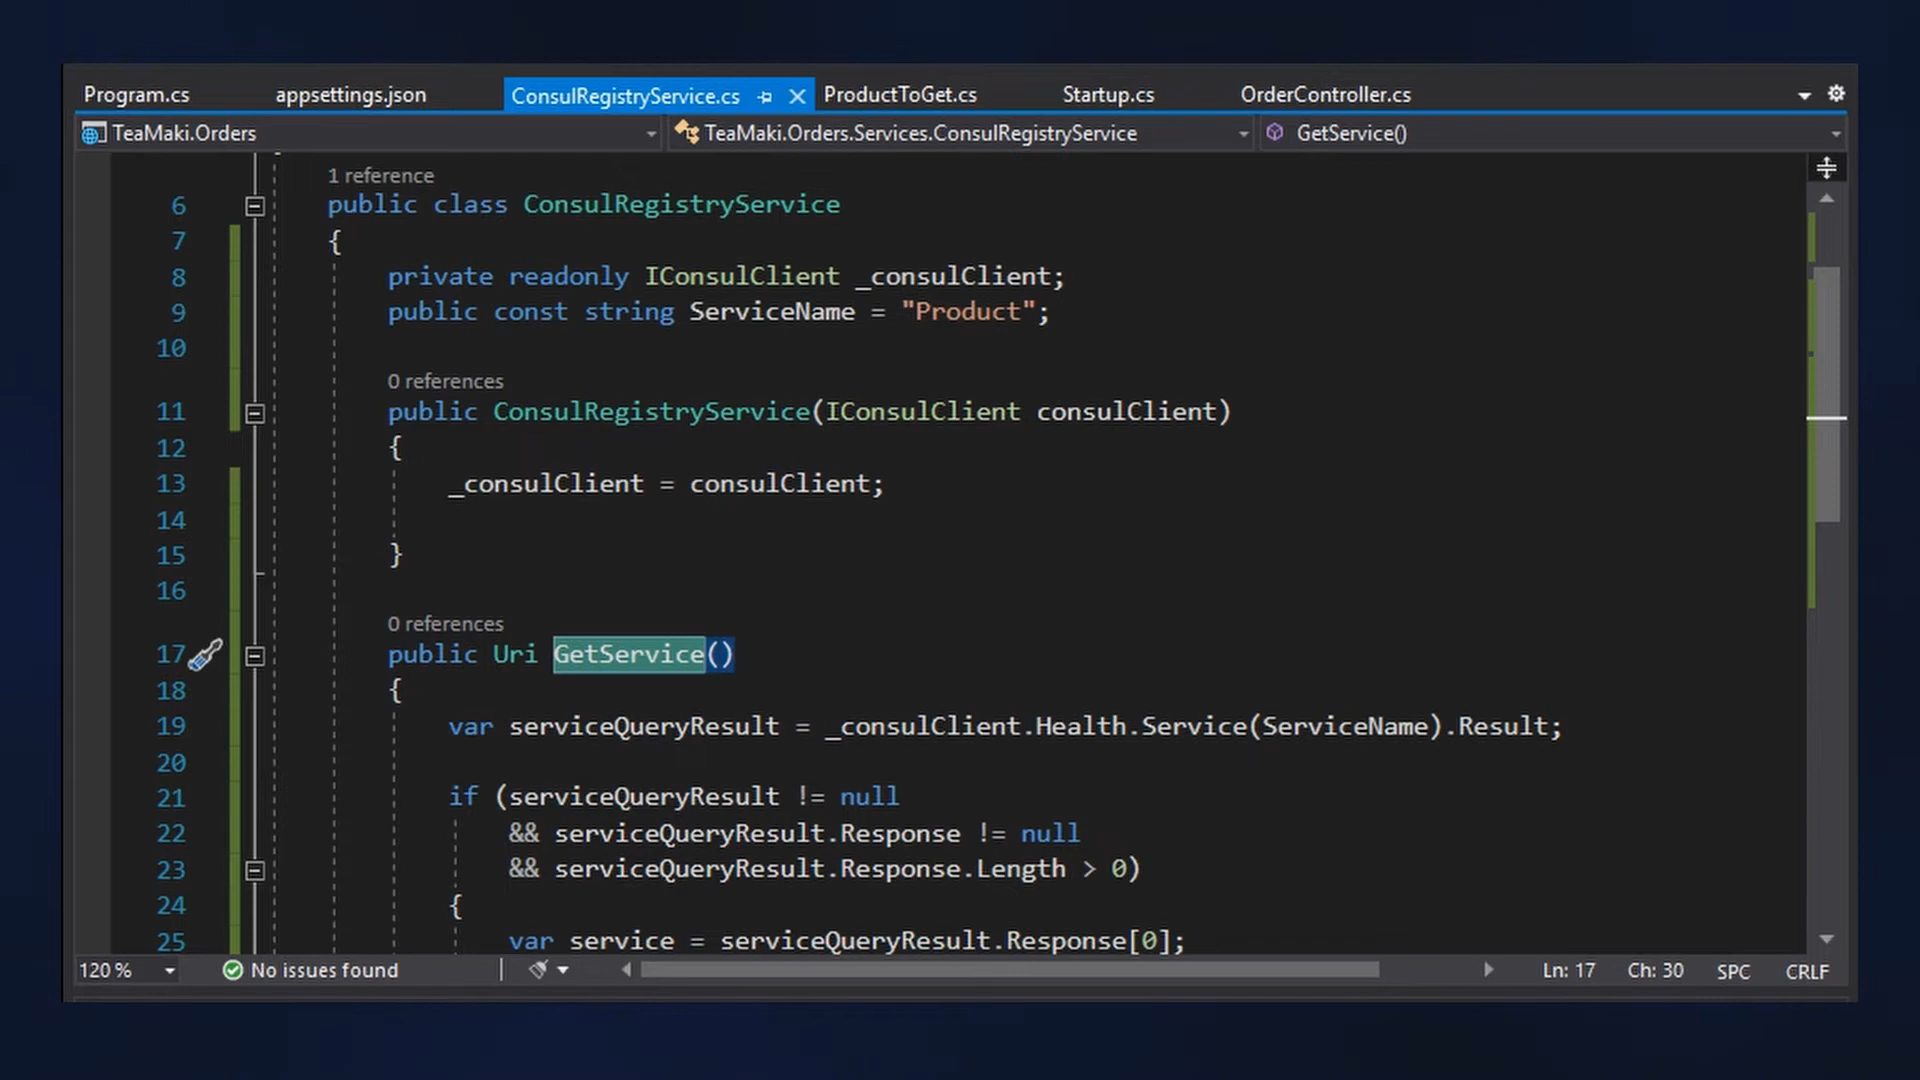 Program.cs appsettings.json ConsulRegistryService.cs ProductToGet.cs Startup.cs OrderController.cs
TeaMaki.Orders TeaMaki.Orders.Services.ConsulRegistryService GetService()
1 reference
6 public class ConsulRegistryService
7 {
8 private readonly IConsulClient _consulClient;
9 public const string ServiceName = "Product";
10
0 references
11 public ConsulRegistryService(IConsulClient consulClient)
12 {
13 _consulClient = consulClient;
14
15 }
16
0 references
17 public Uri GetService()
18 {
19 var serviceQueryResult = _consulClient.Health.Service(ServiceName).Result;
20
21 if (serviceQueryResult != null
22 && serviceQueryResult.Response != null
23 && serviceQueryResult.Response.Length > 0)
24 {
25 var service = serviceQueryResult.Response[0];
120 % No issues found Ln: 17 Ch: 30 SPC CRLF